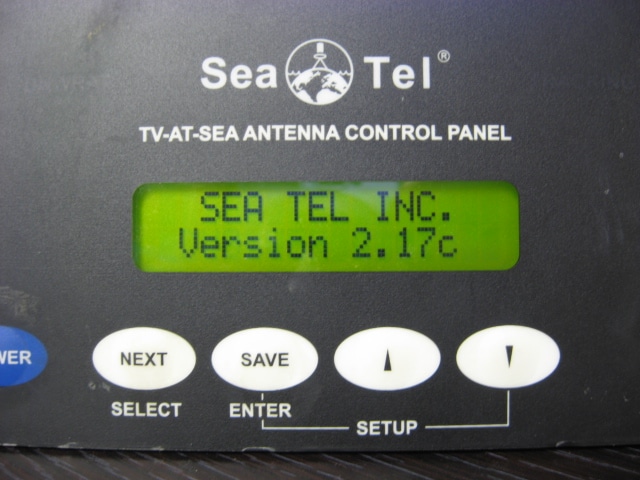 Sea Tel®
TV-AT-SEA ANTENNA CONTROL PANEL
SEA TEL INC.
Version 2.17c
WER NEXT SAVE
SELECT ENTER
SETUP